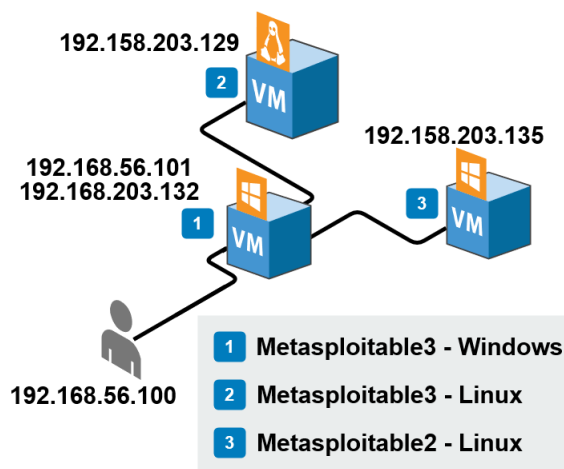 192.158.203.129
2
VM
192.158.203.135
192.168.56.101
192.168.203.132
3
VM
1
VM
192.168.56.100
1 Metasploitable3 - Windows
2 Metasploitable3 - Linux
3 Metasploitable2 - Linux